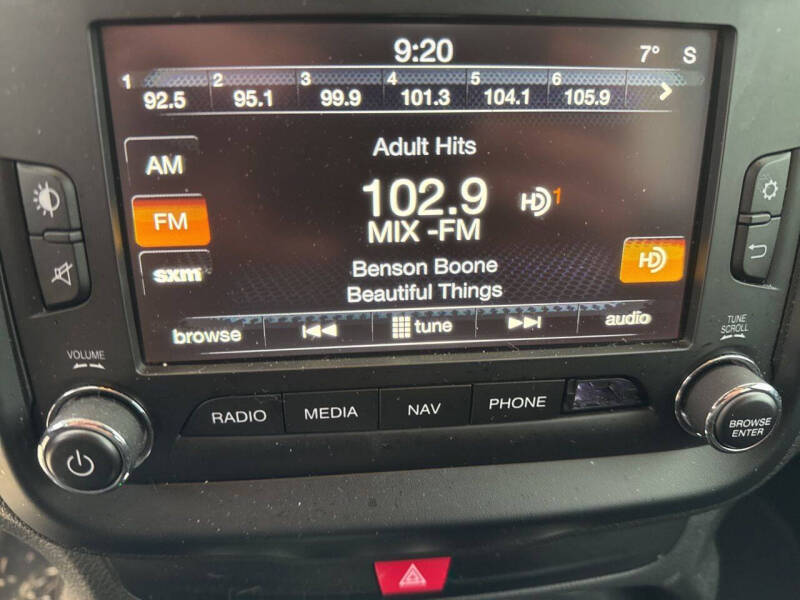 9:20
7° S
1 2 3 4 5 6
92.5 95.1 99.9 101.3 104.1 105.9
Adult Hits
AM
102.9 HD 1
FM
MIX -FM
HD
Benson Boone
sxm
Beautiful Things
browse tune audio
VOLUME
TUNE
SCROLL
RADIO MEDIA NAV PHONE
BROWSE
ENTER